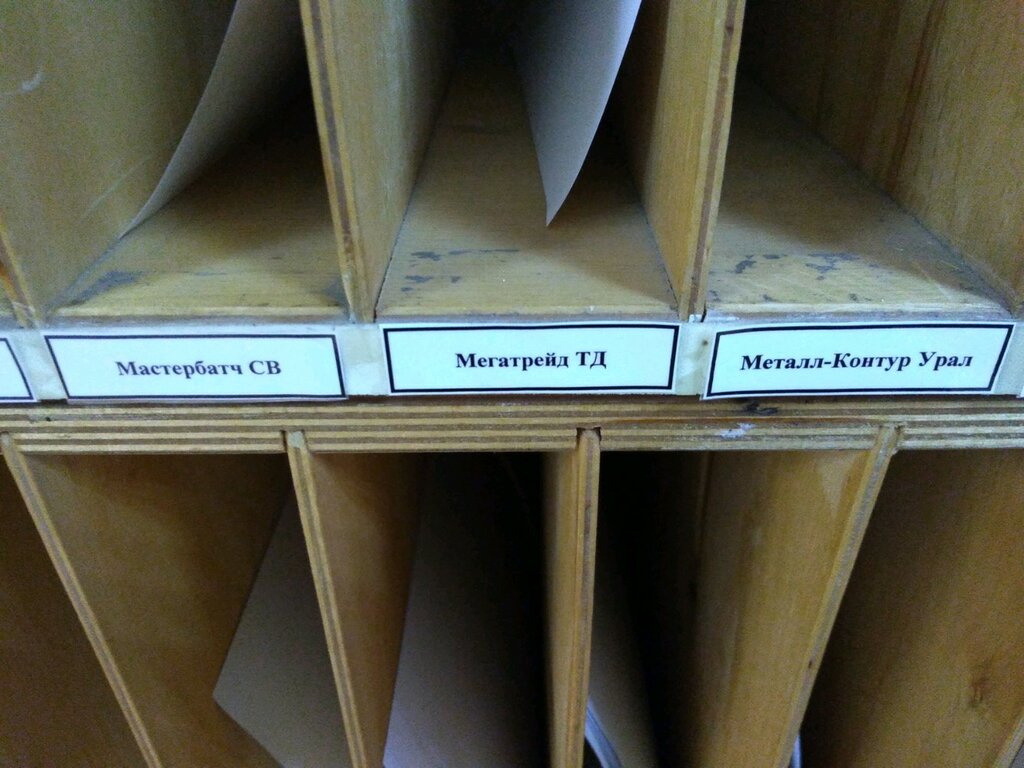 Мастербатч СВ
Мегатрейд ТД
Металл-Контур Урал